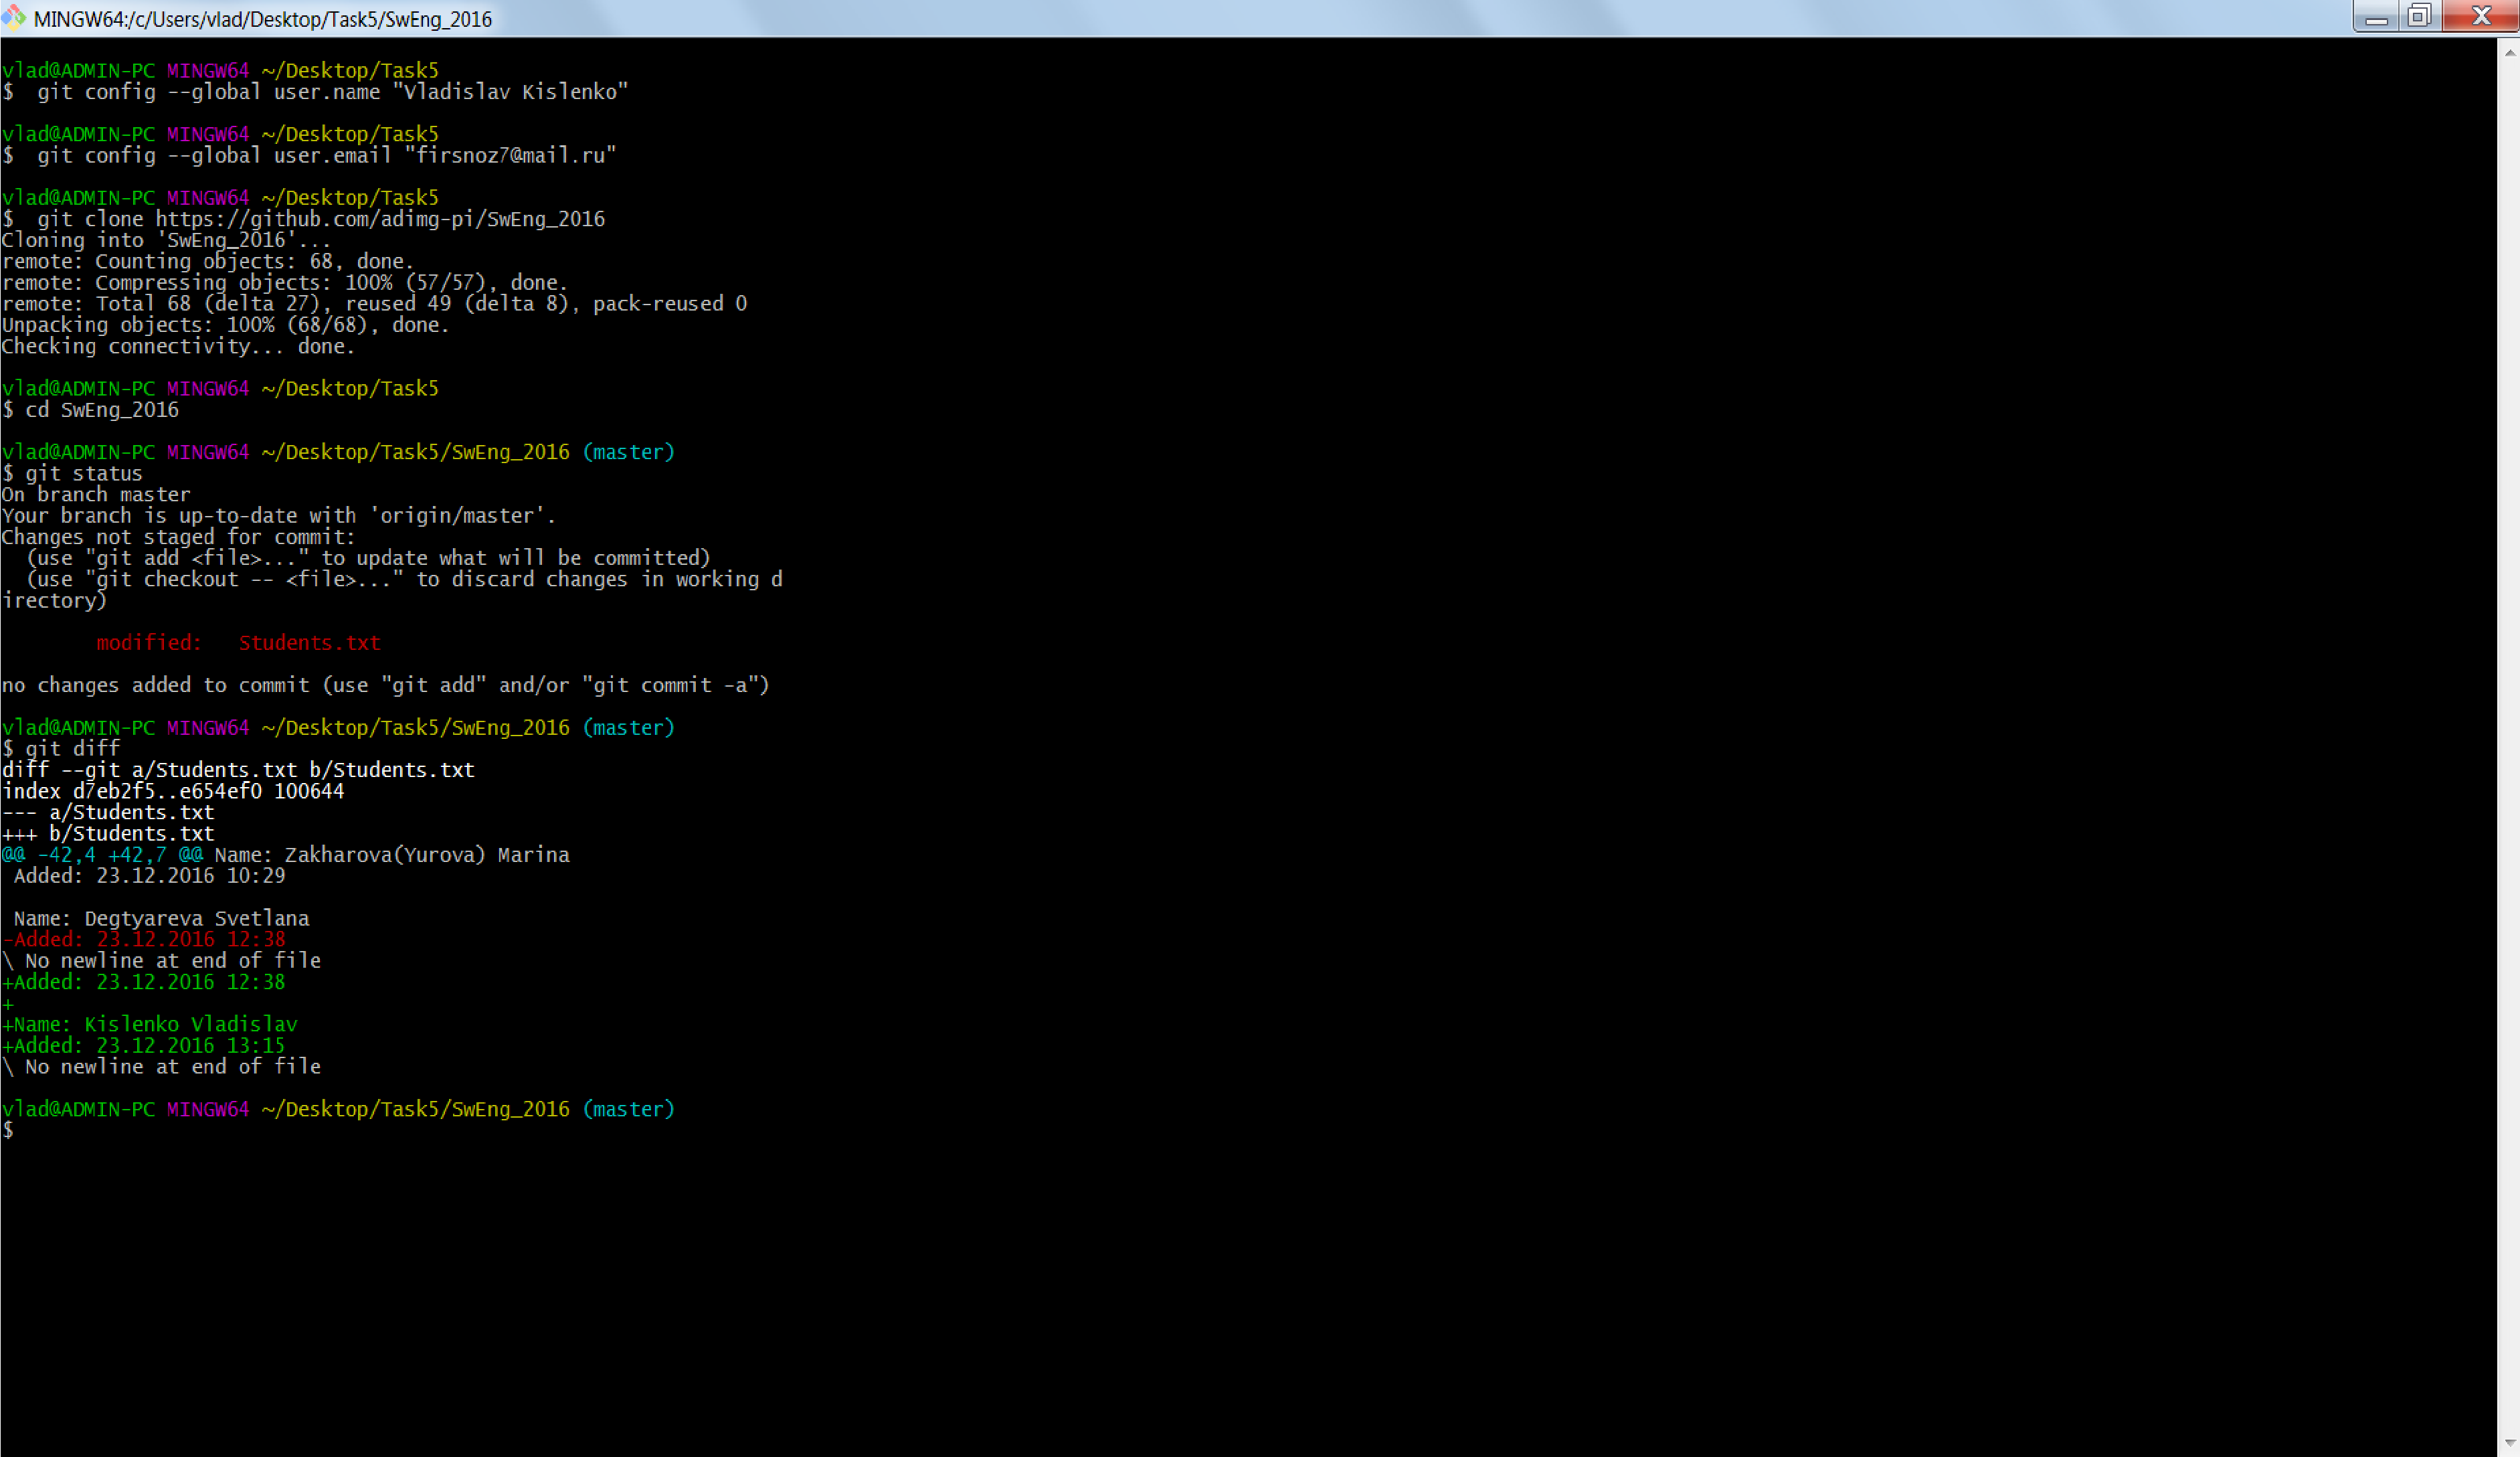 MINGW64:/c/Users/vlad/Desktop/Task5/SwEng_2016
vlad@ADMIN-PC MINGW64 ~/Desktop/Task5
$  git config --global user.name "Vladislav Kislenko"
vlad@ADMIN-PC MINGW64 ~/Desktop/Task5
$  git config --global user.email "firsnoz7@mail.ru"
vlad@ADMIN-PC MINGW64 ~/Desktop/Task5
$  git clone https://github.com/adimg-pi/SwEng_2016
Cloning into 'SwEng_2016'...
remote: Counting objects: 68, done.
remote: Compressing objects: 100% (57/57), done.
remote: Total 68 (delta 27), reused 49 (delta 8), pack-reused 0
Unpacking objects: 100% (68/68), done.
Checking connectivity... done.
vlad@ADMIN-PC MINGW64 ~/Desktop/Task5
$ cd SwEng_2016
vlad@ADMIN-PC MINGW64 ~/Desktop/Task5/SwEng_2016 (master)
$ git status
On branch master
Your branch is up-to-date with 'origin/master'.
Changes not staged for commit:
  (use "git add <file>..." to update what will be committed)
  (use "git checkout -- <file>..." to discard changes in working d
irectory)
        modified:   Students.txt
no changes added to commit (use "git add" and/or "git commit -a")
vlad@ADMIN-PC MINGW64 ~/Desktop/Task5/SwEng_2016 (master)
$ git diff
diff --git a/Students.txt b/Students.txt
index d7eb2f5..e654ef0 100644
--- a/Students.txt
+++ b/Students.txt
@@ -42,4 +42,7 @@ Name: Zakharova(Yurova) Marina
 Added: 23.12.2016 10:29
 Name: Degtyareva Svetlana
-Added: 23.12.2016 12:38
\ No newline at end of file
+Added: 23.12.2016 12:38
+
+Name: Kislenko Vladislav
+Added: 23.12.2016 13:15
\ No newline at end of file
vlad@ADMIN-PC MINGW64 ~/Desktop/Task5/SwEng_2016 (master)
$